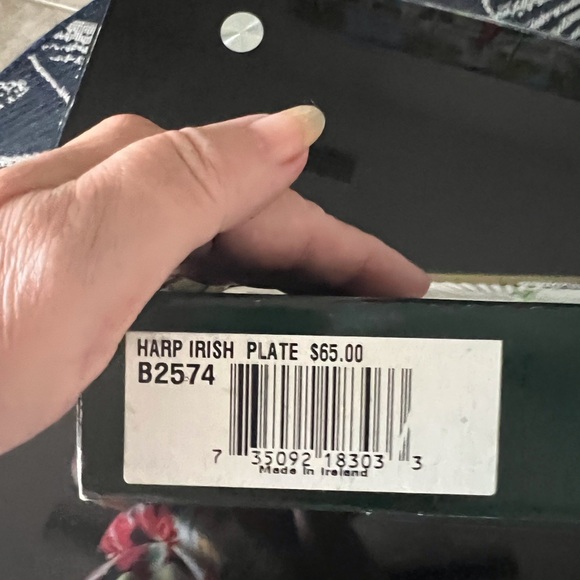 HARP IRISH PLATE $65.00
B2574
7 35092 18303 3
Made in Ireland